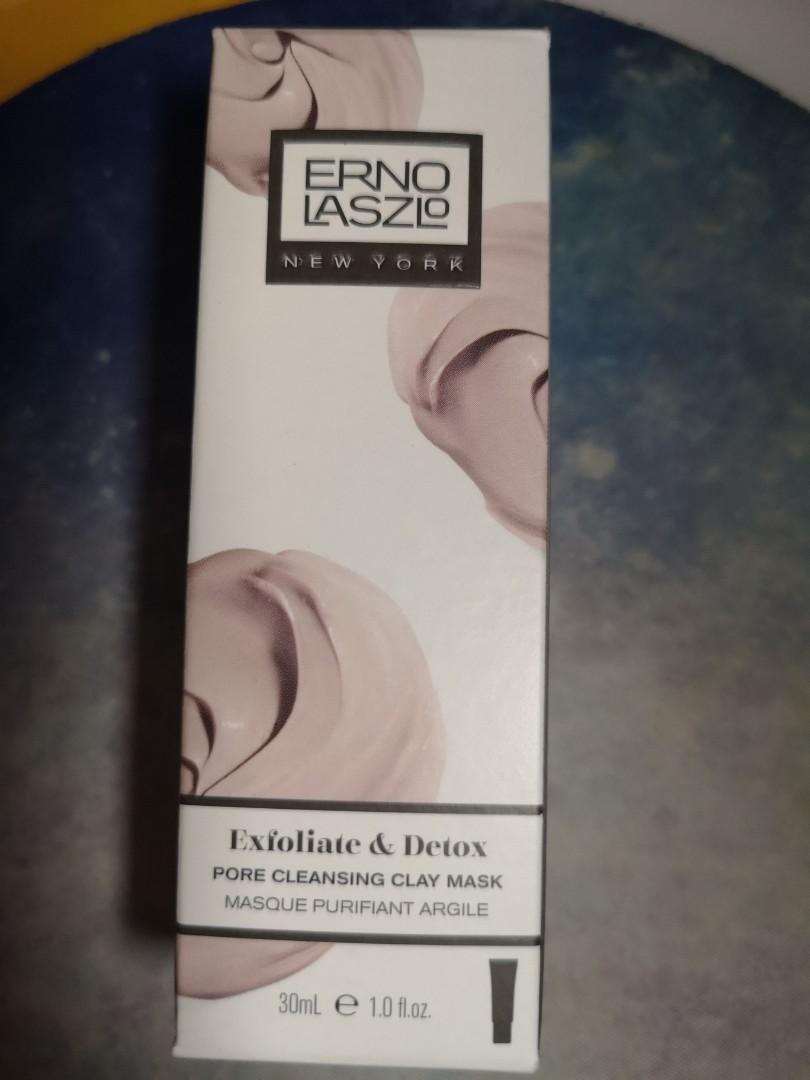 ERNO
LASZLO
NEW YORK
Exfoliate & Detox
PORE CLEANSING CLAY MASK
MASQUE PURIFIANT ARGILE
30mL ℮ 1.0 fl.oz.